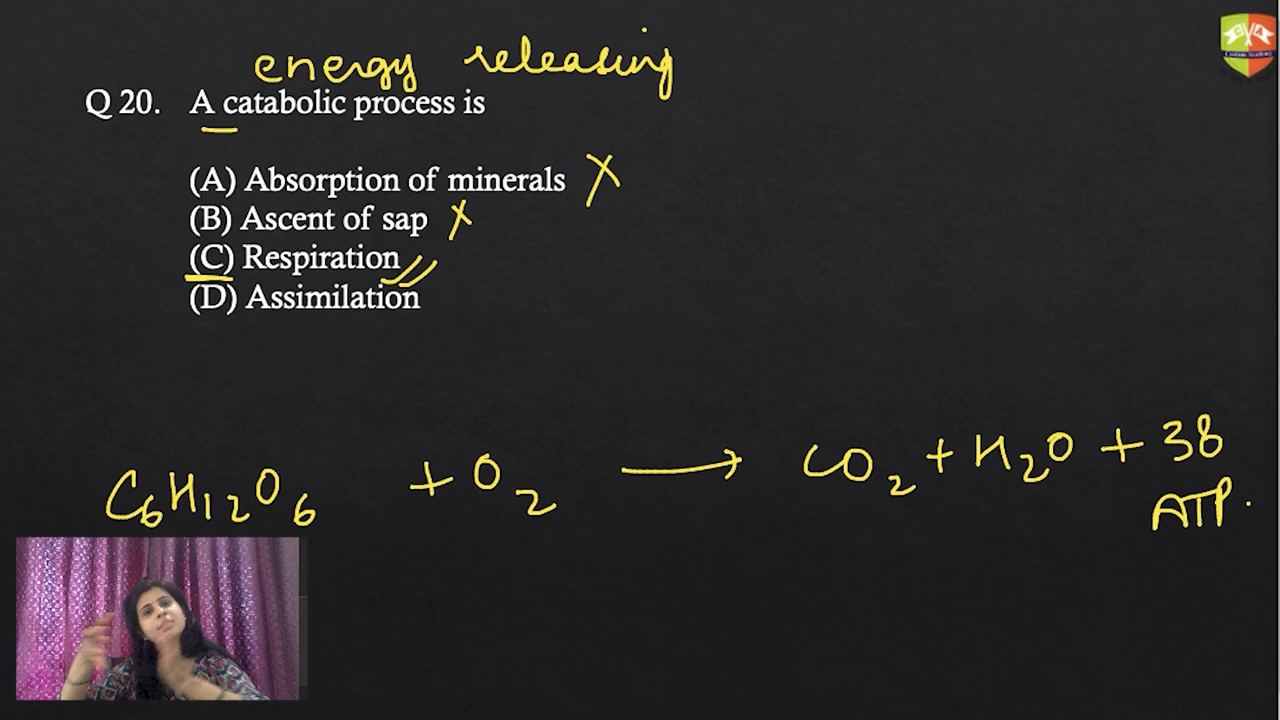 energy releasing
Q 20. A catabolic process is
(A) Absorption of minerals X
(B) Ascent of sap X
(C) Respiration
(D) Assimilation
C6H12O6 + O2 → CO2 + H2O + 38
ATP.